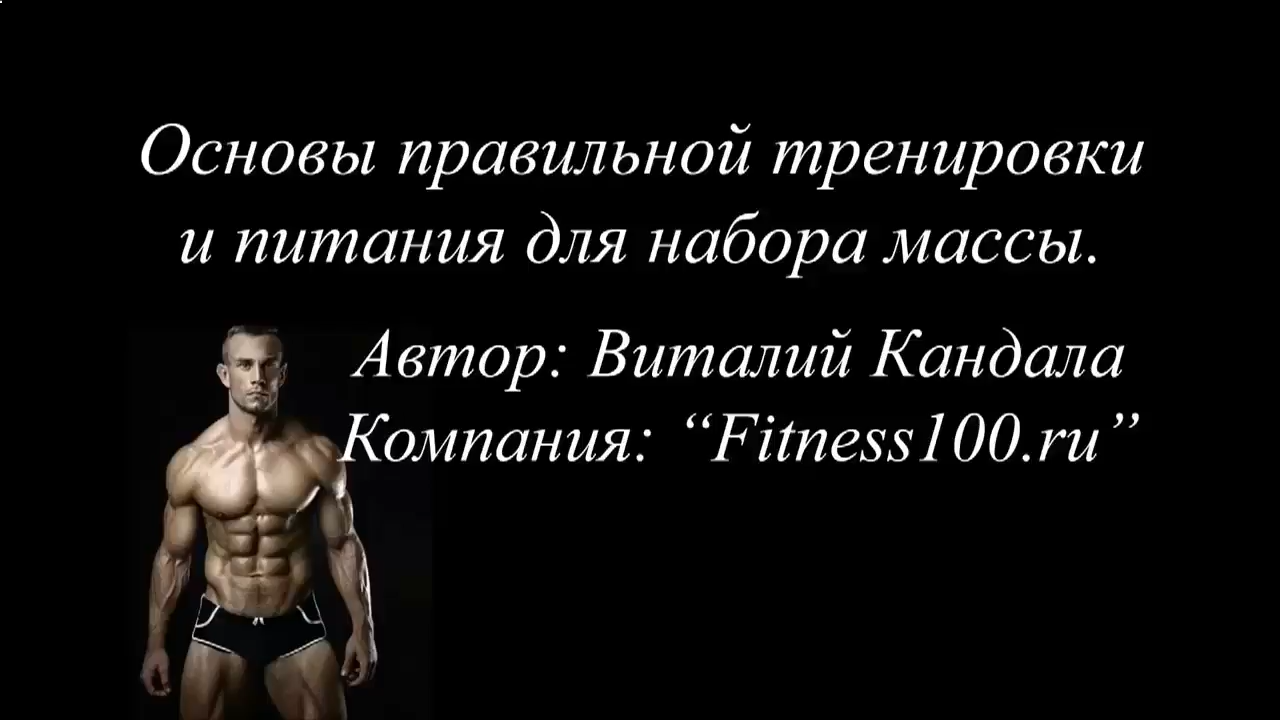 Основы правильной тренировки
и питания для набора массы.
Автор: Виталий Кандала
Компания: “Fitness100.ru”